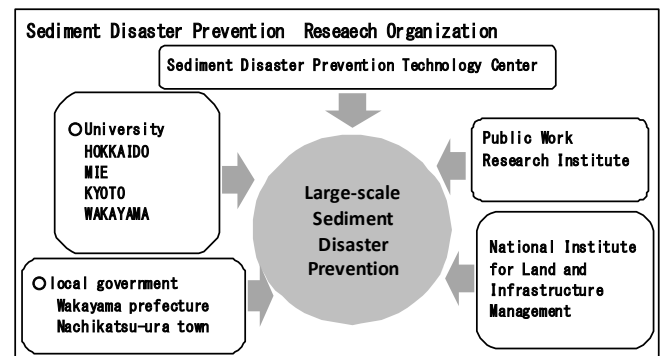 Sediment Disaster Prevention Reseaech Organization
Sediment Disaster Prevention Technology Center
○University
HOKKAIDO
MIE
KYOTO
WAKAYAMA
Public Work
Research Institute
Large-scale
Sediment
Disaster
Prevention
○local government
Wakayama prefecture
Nachikatsu-ura town
National Institute
for Land and
Infrastructure
Management